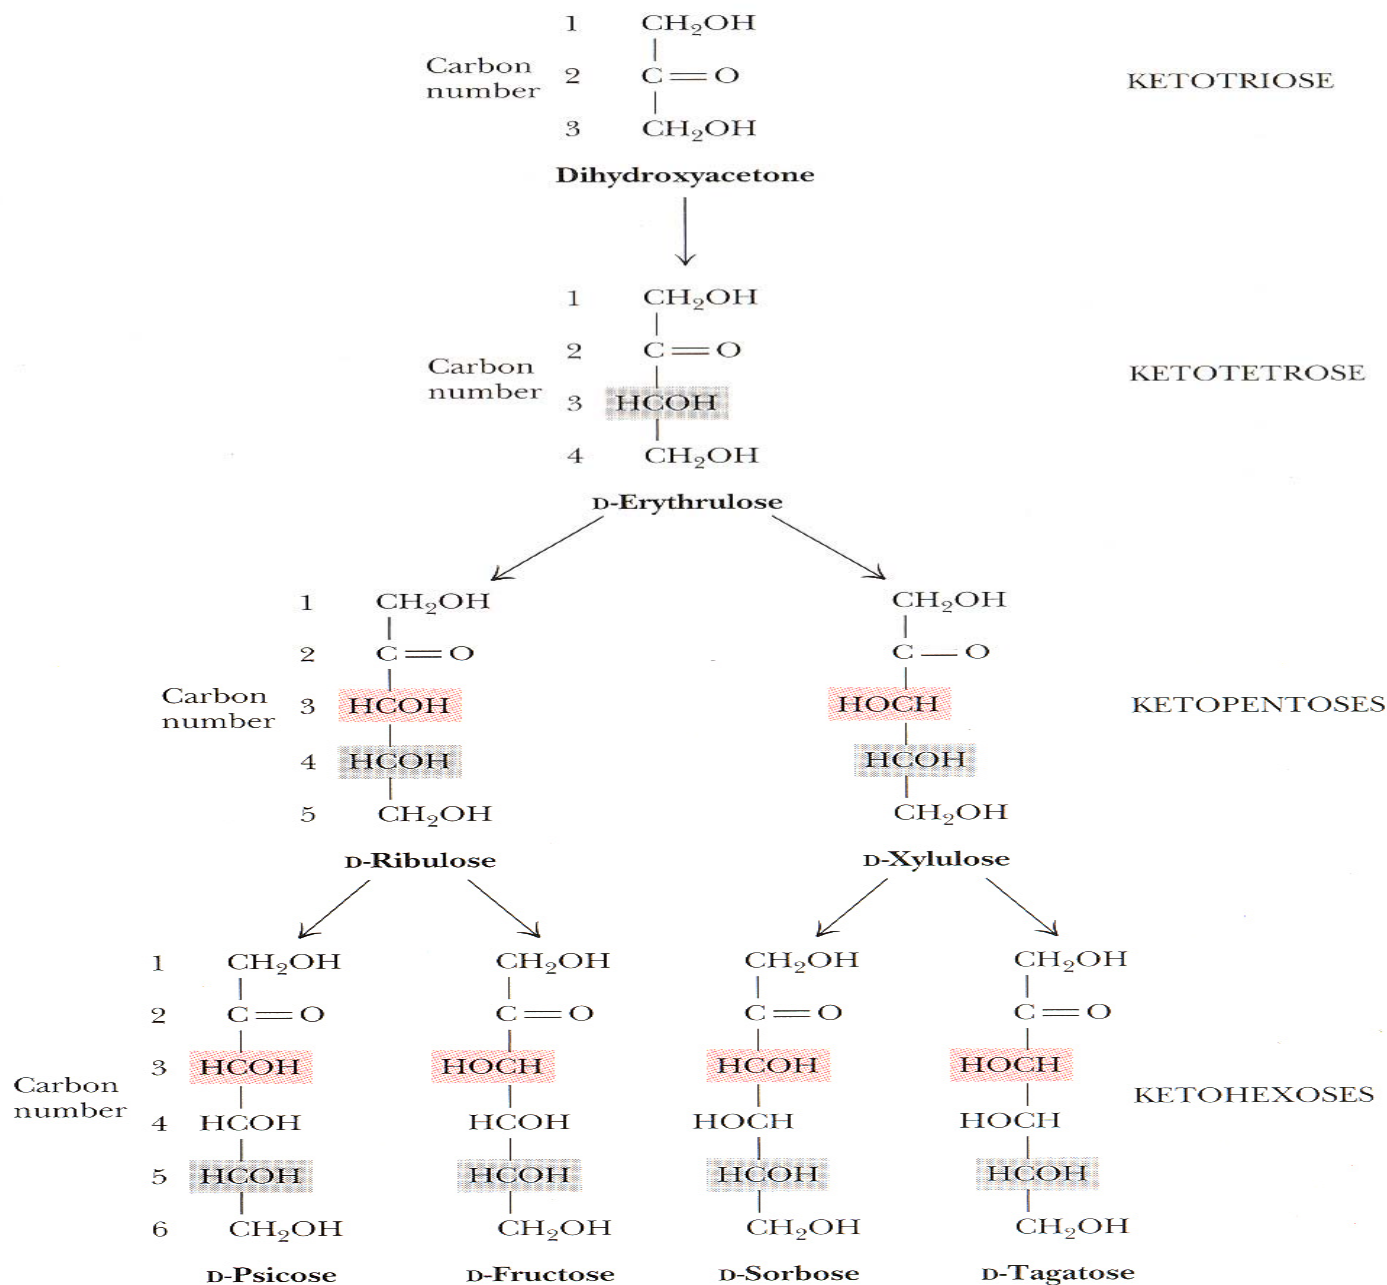 1 CH₂OH
Carbon number 2 C=O KETOTRIOSE
3 CH₂OH
Dihydroxyacetone
1 CH₂OH
2 C=O
Carbon number KETOTETROSE
3 HCOH
4 CH₂OH
D-Erythrulose
1 CH₂OH CH₂OH
2 C=O C—O
Carbon number 3 HCOH HOCH KETOPENTOSES
4 HCOH HCOH
5 CH₂OH CH₂OH
D-Ribulose D-Xylulose
1 CH₂OH CH₂OH CH₂OH CH₂OH
2 C=O C=O C=O C=O
3 HCOH HOCH HCOH HOCH
Carbon number KETOHEXOSES
4 HCOH HCOH HOCH HOCH
5 HCOH HCOH HCOH HCOH
6 CH₂OH CH₂OH CH₂OH CH₂OH
D-Psicose D-Fructose D-Sorbose D-Tagatose